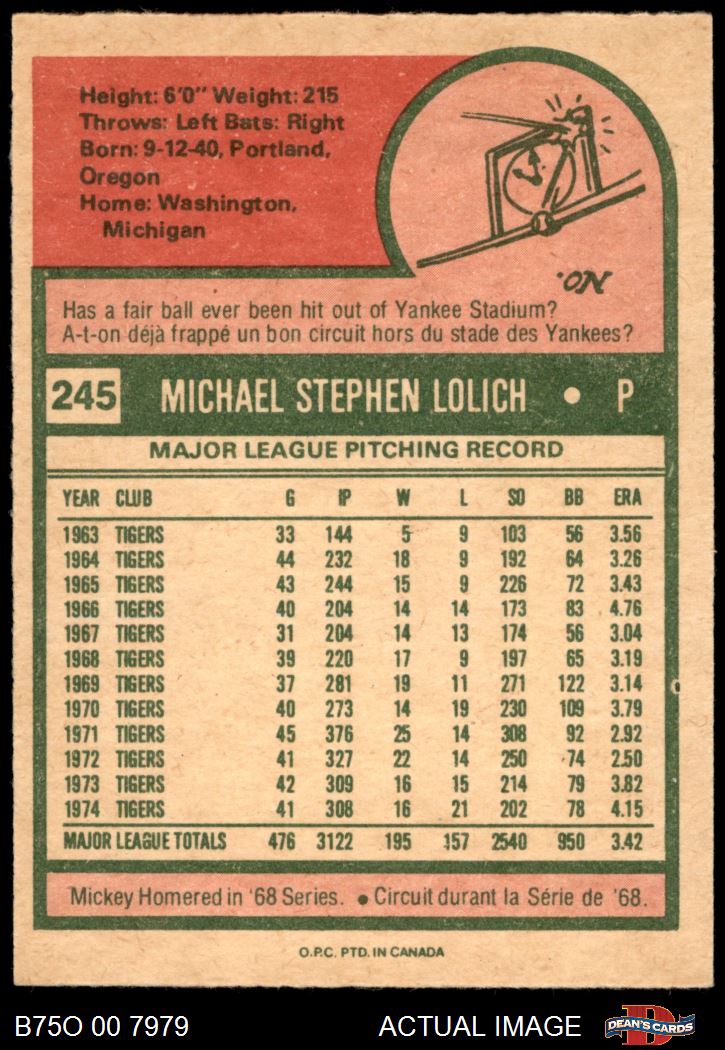 Height: 6'0" Weight: 215
Throws: Left Bats: Right
Born: 9-12-40, Portland,
Oregon
Home: Washington,
Michigan
No.
Has a fair ball ever been hit out of Yankee Stadium?
A-t-on déjà frappé un bon circuit hors du stade des Yankees?
245 MICHAEL STEPHEN LOLICH • P
MAJOR LEAGUE PITCHING RECORD
YEAR CLUB G IP W L SO BB ERA
1963 TIGERS 33 144 5 9 103 56 3.56
1964 TIGERS 44 232 18 9 192 64 3.26
1965 TIGERS 43 244 15 9 226 72 3.43
1966 TIGERS 40 204 14 14 173 83 4.76
1967 TIGERS 31 204 14 13 174 56 3.04
1968 TIGERS 39 220 17 9 197 65 3.19
1969 TIGERS 37 281 19 11 271 122 3.14
1970 TIGERS 40 273 14 19 230 109 3.79
1971 TIGERS 45 376 25 14 308 92 2.92
1972 TIGERS 41 327 22 14 250 74 2.50
1973 TIGERS 42 309 16 15 214 79 3.82
1974 TIGERS 41 308 16 21 202 78 4.15
MAJOR LEAGUE TOTALS 476 3122 195 157 2540 950 3.42
Mickey Homered in '68 Series. • Circuit durant la Série de '68.
O.P.C. PTD. IN CANADA
B75O 00 7979 ACTUAL IMAGE D DEAN'S CARDS